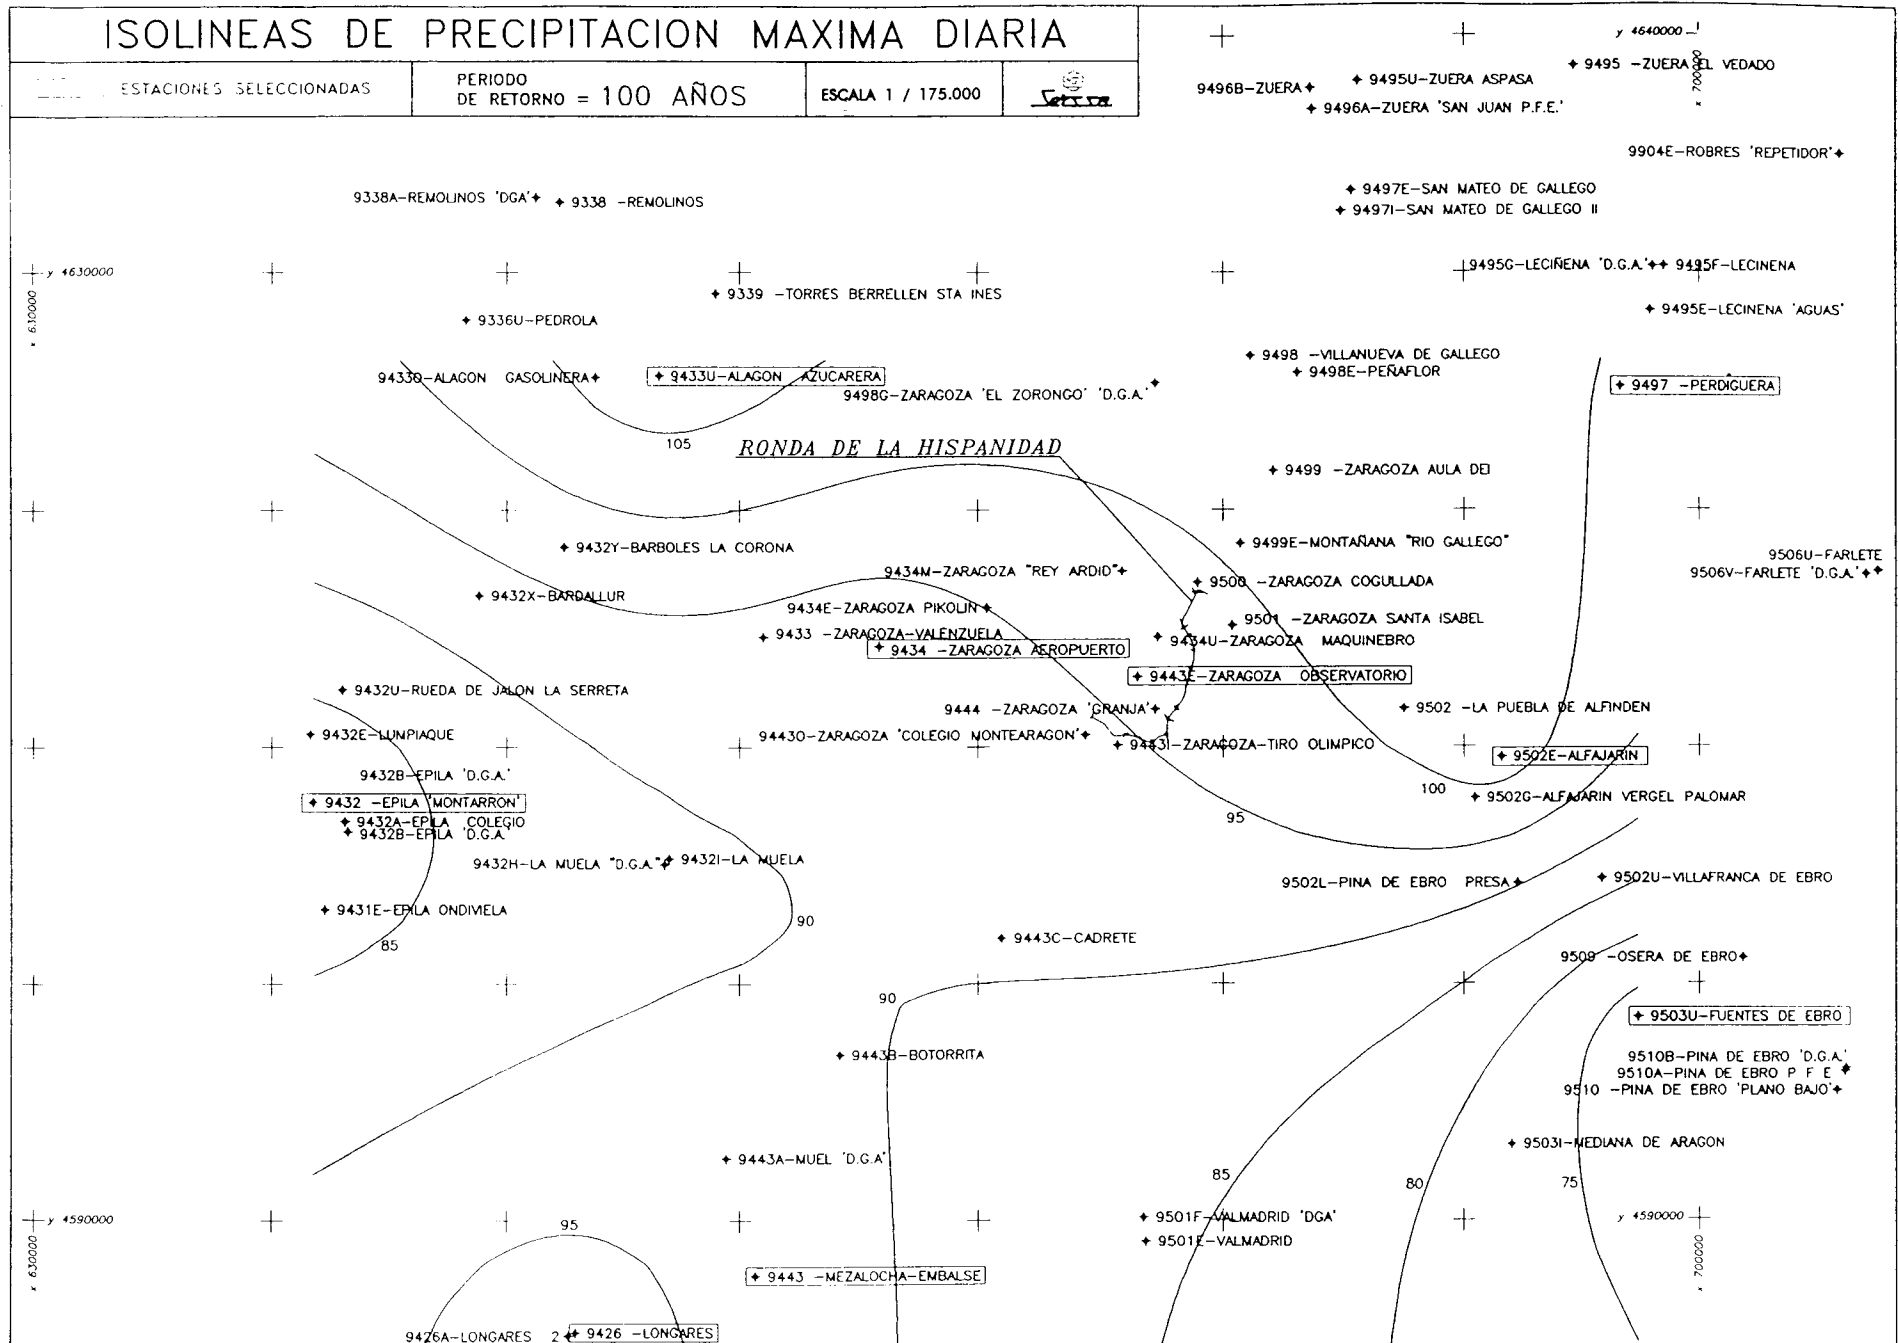 ISOLINEAS DE PRECIPITACION MAXIMA DIARIA
ESTACIONES SELECCIONADAS
PERIODO
DE RETORNO = 100 AÑOS
ESCALA 1 / 175.000
y 4640000
x 700000
9495 -ZUERA EL VEDADO
9495U-ZUERA ASPASA
9496B-ZUERA
9496A-ZUERA 'SAN JUAN P.F.E.'
9904E-ROBRES 'REPETIDOR'
9338A-REMOLINOS 'DGA'
9338 -REMOLINOS
9497E-SAN MATEO DE GALLEGO
9497I-SAN MATEO DE GALLEGO II
y 4630000
x 630000
9495G-LECIÑENA 'D.G.A.'
9495F-LECINENA
9339 -TORRES BERRELLEN STA INES
9495E-LECINENA 'AGUAS'
9336U-PEDROLA
9498 -VILLANUEVA DE GALLEGO
9498E-PEÑAFLOR
9433O-ALAGON GASOLINERA
9433U-ALAGON AZUCARERA
9498G-ZARAGOZA 'EL ZORONGO' 'D.G.A.'
9497 -PERDIGUERA
105
RONDA DE LA HISPANIDAD
9499 -ZARAGOZA AULA DEI
9432Y-BARBOLES LA CORONA
9499E-MONTAÑANA "RIO GALLEGO"
9506U-FARLETE
9506V-FARLETE 'D.G.A.'
9434M-ZARAGOZA "REY ARDID"
9500 -ZARAGOZA COGULLADA
9432X-BARDALLUR
9434E-ZARAGOZA PIKOLIN
9501 -ZARAGOZA SANTA ISABEL
9433 -ZARAGOZA-VALENZUELA
9434U-ZARAGOZA MAQUINEBRO
9434 -ZARAGOZA AEROPUERTO
9443E-ZARAGOZA OBSERVATORIO
9432U-RUEDA DE JALON LA SERRETA
9444 -ZARAGOZA 'GRANJA'
9502 -LA PUEBLA DE ALFINDEN
9432E-LUMPIAQUE
9443O-ZARAGOZA 'COLEGIO MONTEARAGON'
9443I-ZARAGOZA-TIRO OLIMPICO
9502E-ALFAJARIN
9432B-EPILA 'D.G.A.'
100
9502G-ALFAJARIN VERGEL PALOMAR
9432 -EPILA 'MONTARRON'
95
9432A-EPILA COLEGIO
9432B-EPILA 'D.G.A.'
9432H-LA MUELA "D.G.A."
9432I-LA MUELA
9502L-PINA DE EBRO PRESA
9502U-VILLAFRANCA DE EBRO
9431E-EPILA ONDIVIELA
90
85
9443C-CADRETE
9509 -OSERA DE EBRO
90
9503U-FUENTES DE EBRO
9443B-BOTORRITA
9510B-PINA DE EBRO 'D.G.A.'
9510A-PINA DE EBRO P F E
9510 -PINA DE EBRO 'PLANO BAJO'
9503I-MEDIANA DE ARAGON
9443A-MUEL 'D.G.A'
85
80
75
y 4590000
x 630000
95
9501F-VALMADRID 'DGA'
9501E-VALMADRID
y 4590000
x 700000
9443 -MEZALOCHA-EMBALSE
9426A-LONGARES 2
9426 -LONGARES